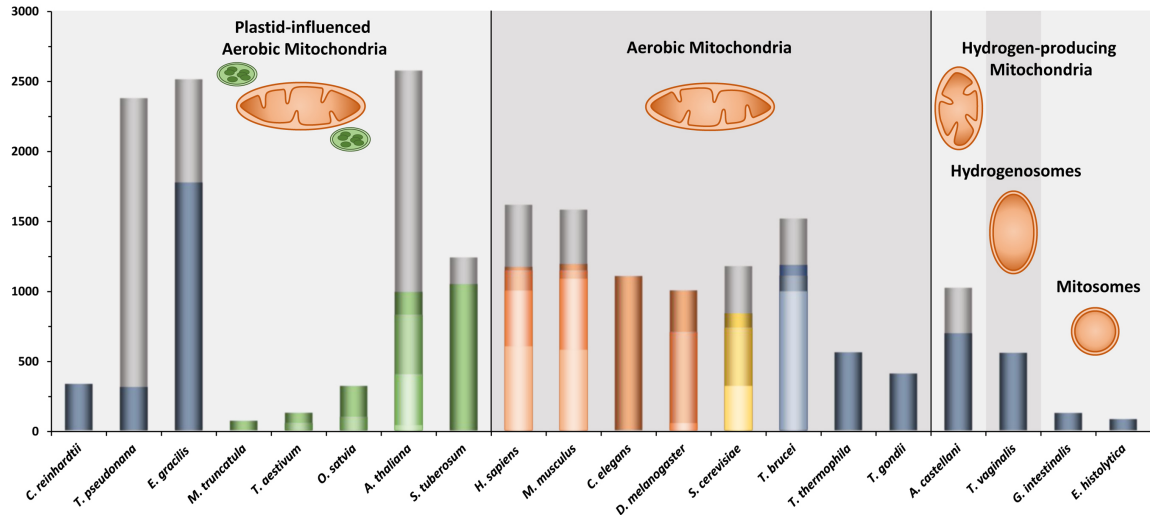 3000
2500
2000
1500
1000
500
0
Plastid-influenced
Aerobic Mitochondria
Aerobic Mitochondria
Hydrogen-producing
Mitochondria
Hydrogenosomes
Mitosomes
C. reinhardtii
T. pseudonana
E. gracilis
M. truncatula
T. aestivum
O. satvia
A. thaliana
S. tuberosum
H. sapiens
M. musculus
C. elegans
D. melanogaster
S. cerevisiae
T. brucei
T. thermophila
T. gondii
A. castellani
T. vaginalis
G. intestinalis
E. histolytica